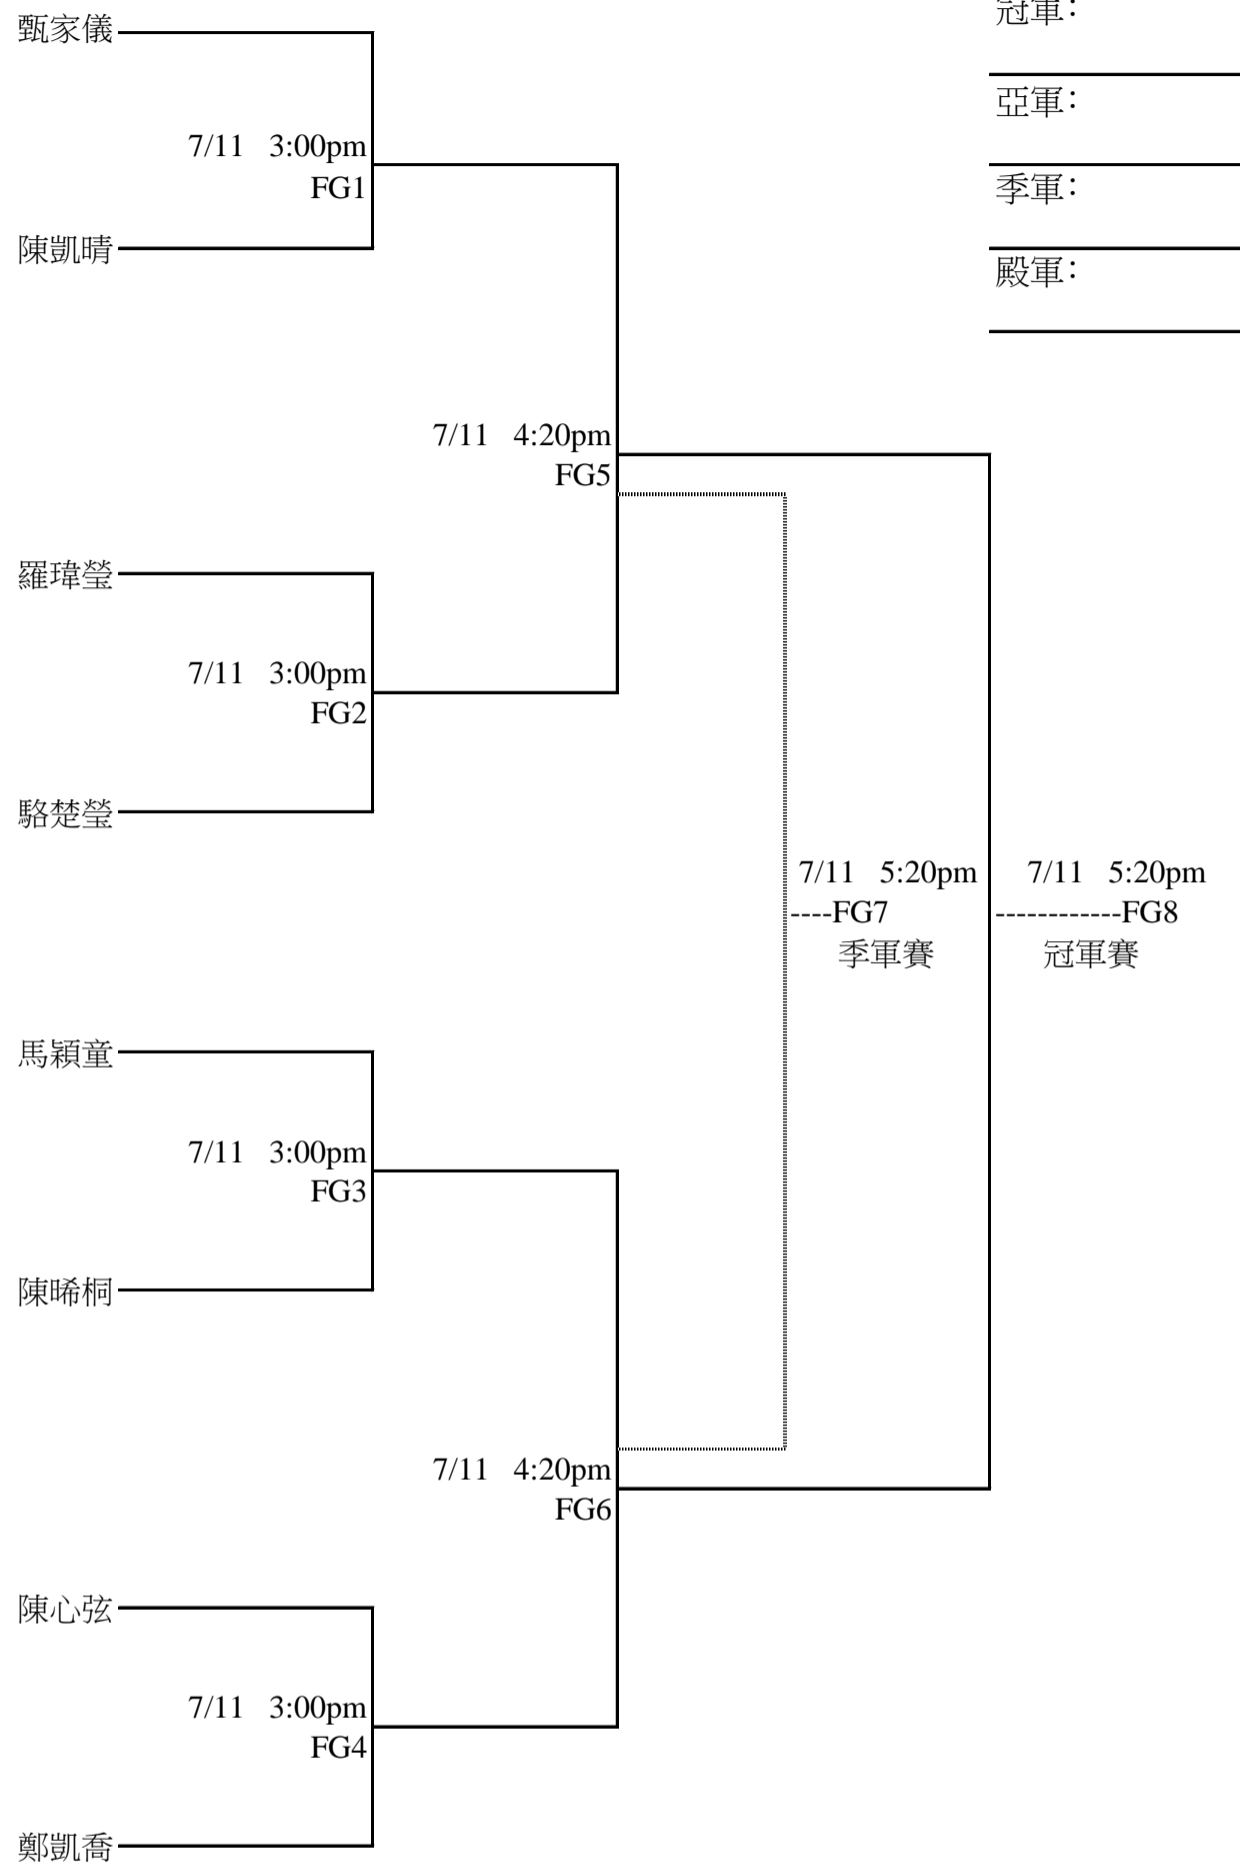 甄家儀
7/11 3:00pm
FG1
陳凱晴
冠軍：
亞軍：
季軍：
殿軍：
7/11 4:20pm
FG5
羅瑋瑩
7/11 3:00pm
FG2
駱楚瑩
7/11 5:20pm
----FG7
季軍賽
7/11 5:20pm
------------FG8
冠軍賽
馬穎童
7/11 3:00pm
FG3
陳晞桐
7/11 4:20pm
FG6
陳心弦
7/11 3:00pm
FG4
鄭凱喬